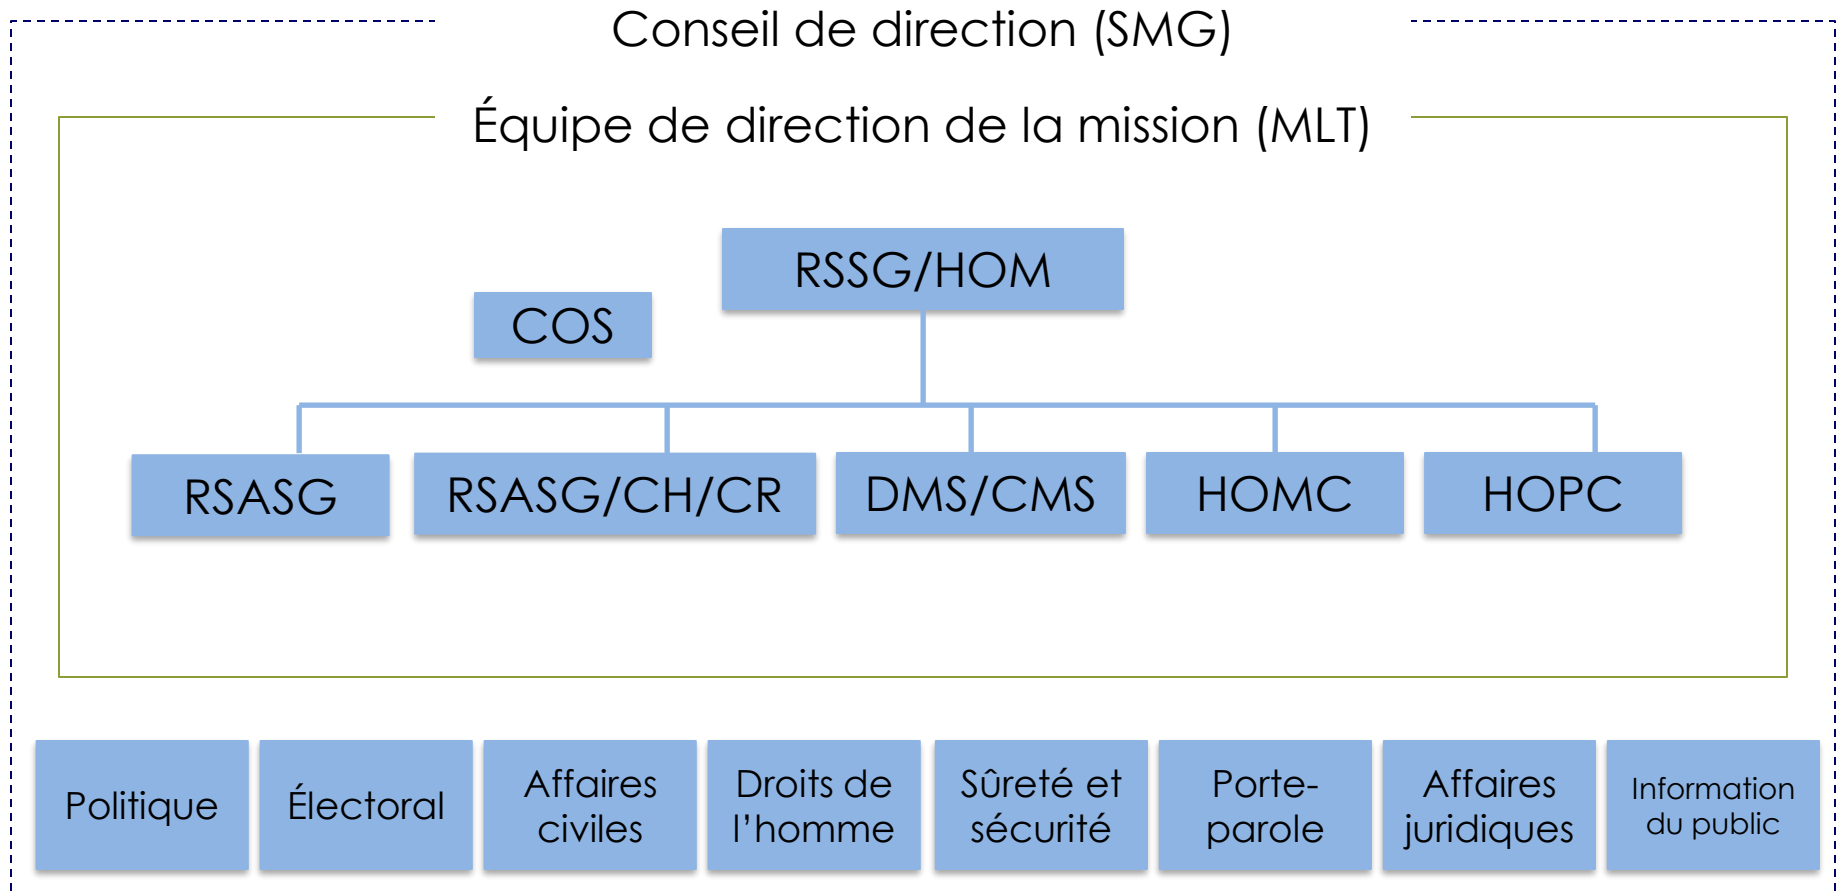 Conseil de direction (SMG)
Équipe de direction de la mission (MLT)
RSSG/HOM
COS
RSASG
RSASG/CH/CR
DMS/CMS
HOMC
HOPC
Politique
Électoral
Affaires
civiles
Droits de
l’homme
Sûreté et
sécurité
Porte-
parole
Affaires
juridiques
Information
du public